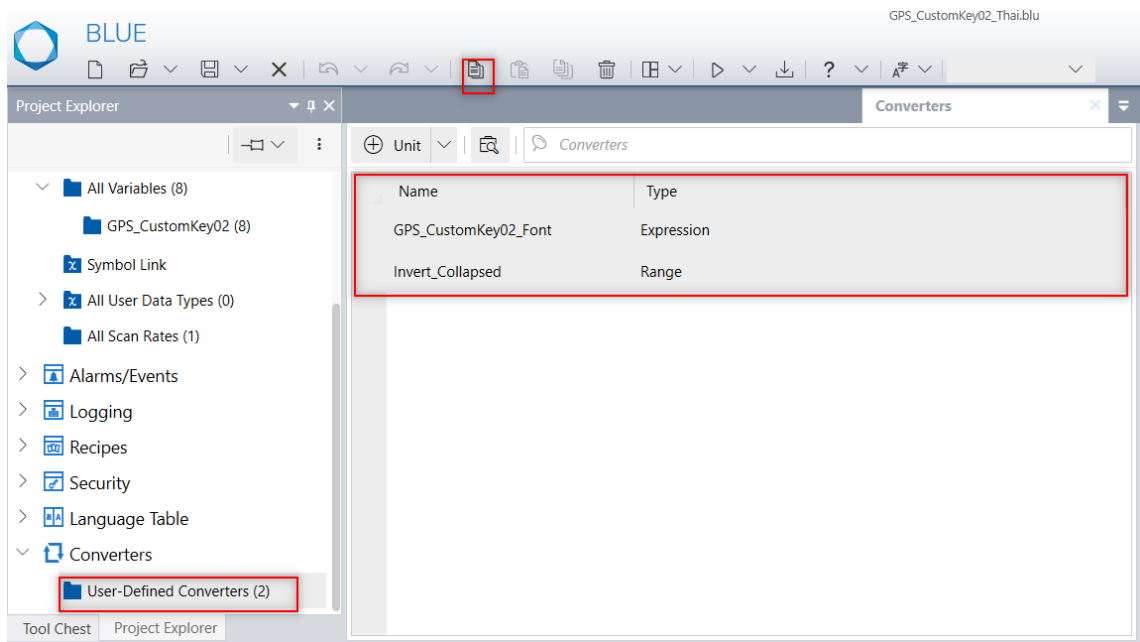 GPS_CustomKey02_Thai.blu
BLUE
Project Explorer
Converters
Unit
Converters
All Variables (8)
GPS_CustomKey02 (8)
Symbol Link
All User Data Types (0)
All Scan Rates (1)
Alarms/Events
Logging
Recipes
Security
Language Table
Converters
User-Defined Converters (2)
Tool Chest Project Explorer
Name Type
GPS_CustomKey02_Font Expression
Invert_Collapsed Range